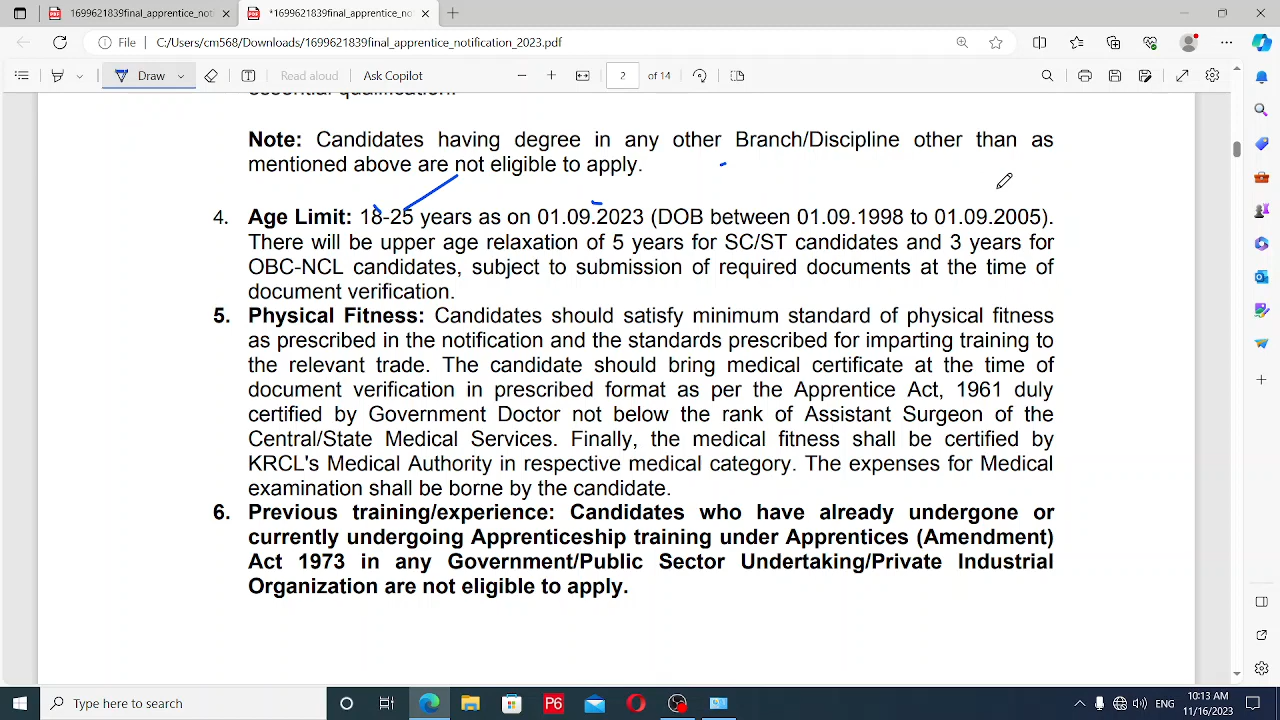 1699621839final_apprentice_not
*1699621839final_apprentice_no
File
C:/Users/cm568/Downloads/1699621839final_apprentice_notification_2023.pdf
Draw
Read aloud
Ask Copilot
2
of 14
essential qualification.
Note: Candidates having degree in any other Branch/Discipline other than as
mentioned above are not eligible to apply.
4. Age Limit: 18-25 years as on 01.09.2023 (DOB between 01.09.1998 to 01.09.2005).
There will be upper age relaxation of 5 years for SC/ST candidates and 3 years for
OBC-NCL candidates, subject to submission of required documents at the time of
document verification.
5. Physical Fitness: Candidates should satisfy minimum standard of physical fitness
as prescribed in the notification and the standards prescribed for imparting training to
the relevant trade. The candidate should bring medical certificate at the time of
document verification in prescribed format as per the Apprentice Act, 1961 duly
certified by Government Doctor not below the rank of Assistant Surgeon of the
Central/State Medical Services. Finally, the medical fitness shall be certified by
KRCL's Medical Authority in respective medical category. The expenses for Medical
examination shall be borne by the candidate.
6. Previous training/experience: Candidates who have already undergone or
currently undergoing Apprenticeship training under Apprentices (Amendment)
Act 1973 in any Government/Public Sector Undertaking/Private Industrial
Organization are not eligible to apply.
Type here to search
P6
ENG
10:13 AM
11/16/2023